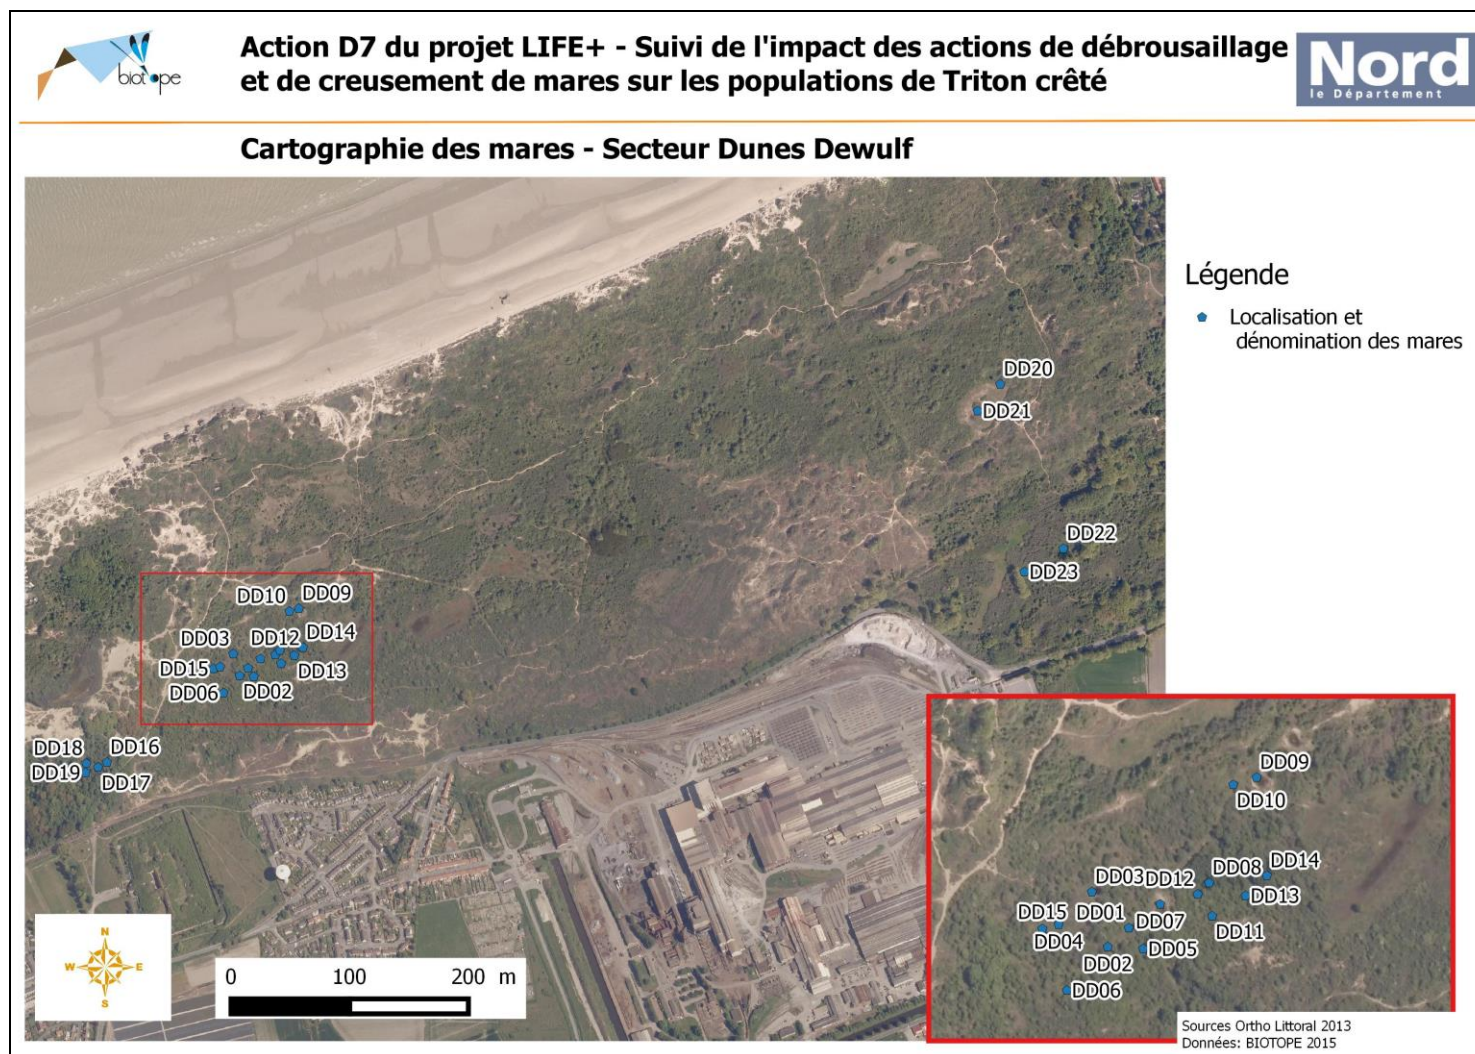 biotope
Action D7 du projet LIFE+ - Suivi de l'impact des actions de débrousaillage
et de creusement de mares sur les populations de Triton crêté
Nord
le Département
Cartographie des mares - Secteur Dunes Dewulf
Légende
Localisation et
dénomination des mares
DD20
DD21
DD22
DD23
DD10
DD09
DD03
DD12
DD14
DD15
DD13
DD06
DD02
DD18
DD16
DD19
DD17
N
W
E
S
0 100 200 m
DD09
DD10
DD08
DD14
DD03
DD12
DD13
DD15
DD01
DD07
DD11
DD04
DD02
DD05
DD06
Sources Ortho Littoral 2013
Données: BIOTOPE 2015